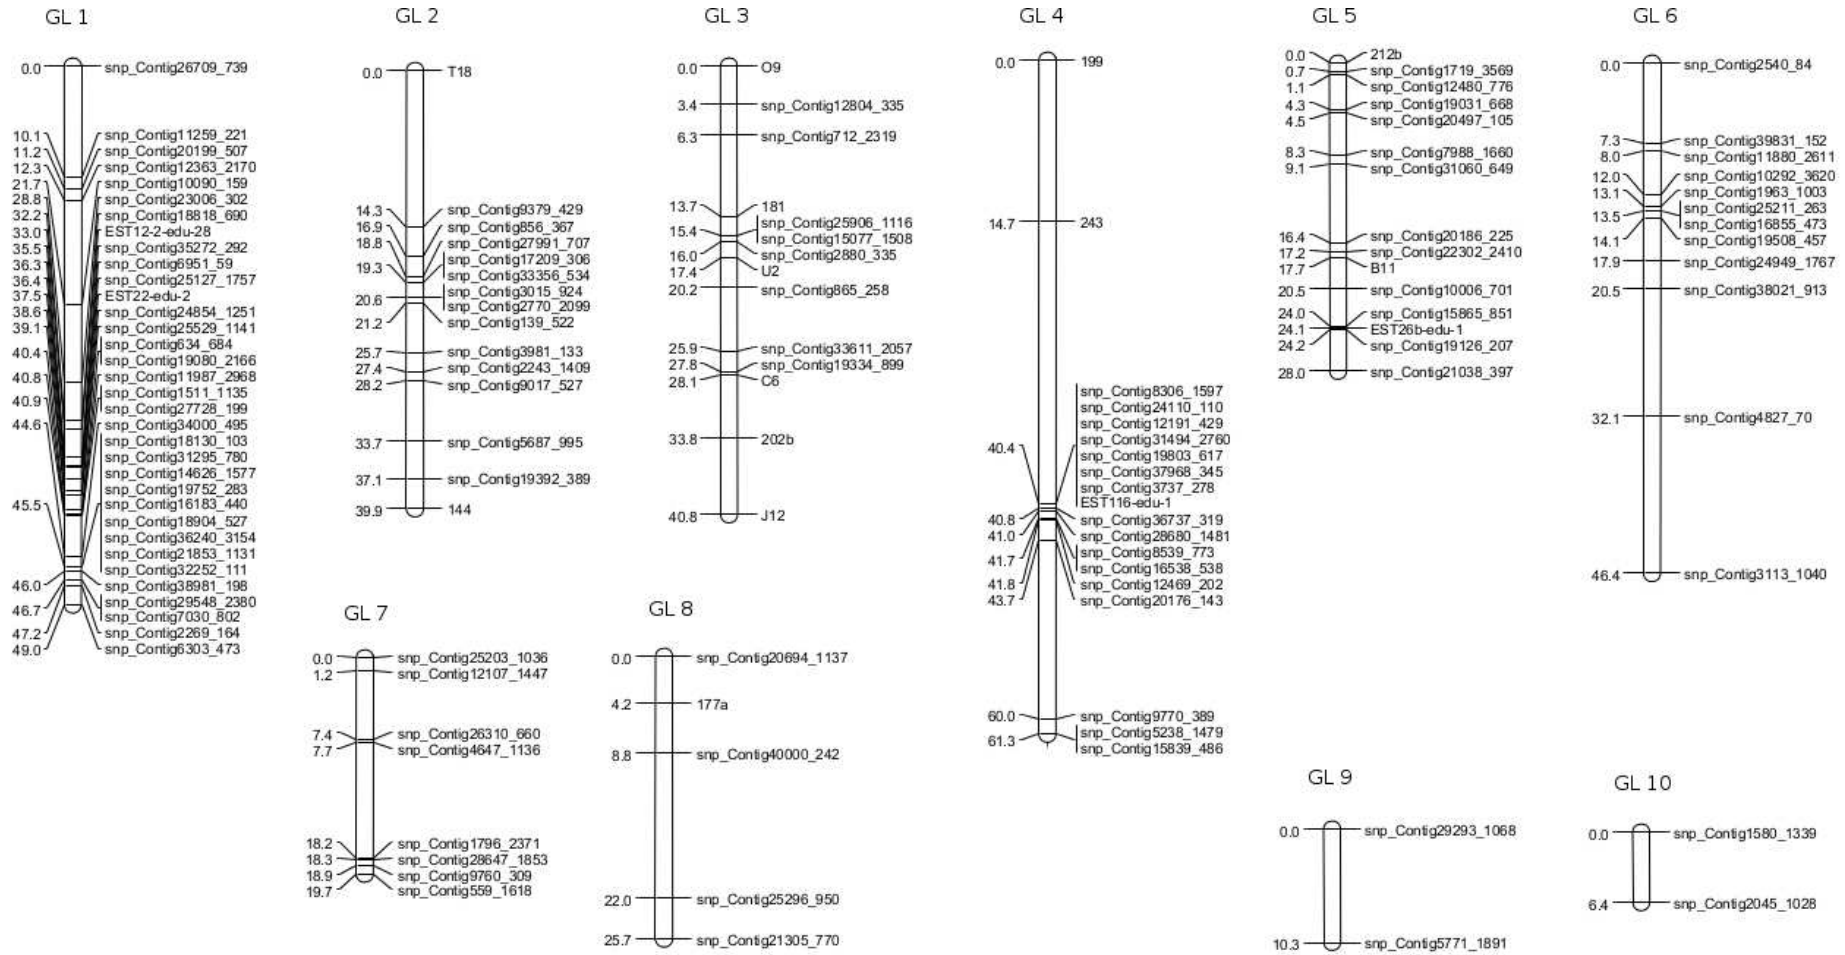 GL 1
0.0 snp_Contig26709_739
10.1 snp_Contig11259_221
11.2 snp_Contig20199_507
12.3 snp_Contig12363_2170
21.7 snp_Contig10090_159
28.8 snp_Contig23006_302
32.2 snp_Contig18818_690
33.0 EST12-2-edu-28
35.5 snp_Contig35272_292
36.3 snp_Contig6951_59
36.4 snp_Contig25127_1757
37.5 EST22-edu-2
38.6 snp_Contig24854_1251
39.1 snp_Contig25529_1141
snp_Contig634_684
40.4 snp_Contig19080_2166
40.8 snp_Contig11987_2968
40.9 snp_Contig1511_1135
snp_Contig27728_199
44.6 snp_Contig34000_495
snp_Contig18130_103
snp_Contig31295_780
snp_Contig14626_1577
snp_Contig19752_283
45.5 snp_Contig16183_440
snp_Contig18904_527
snp_Contig36240_3154
snp_Contig21853_1131
snp_Contig32252_111
46.0 snp_Contig38981_198
46.7 snp_Contig29548_2380
snp_Contig7030_802
47.2 snp_Contig2269_164
49.0 snp_Contig6303_473
GL 2
0.0 T18
14.3 snp_Contig9379_429
16.9 snp_Contig856_367
18.8 snp_Contig27991_707
19.3 snp_Contig17209_306
snp_Contig33356_534
20.6 snp_Contig3015_924
snp_Contig2770_2099
21.2 snp_Contig139_522
25.7 snp_Contig3981_133
27.4 snp_Contig2243_1409
28.2 snp_Contig9017_527
33.7 snp_Contig5687_995
37.1 snp_Contig19392_389
39.9 144
GL 3
0.0 O9
3.4 snp_Contig12804_335
6.3 snp_Contig712_2319
13.7 181
15.4 snp_Contig25906_1116
snp_Contig15077_1508
16.0 snp_Contig2880_335
17.4 U2
20.2 snp_Contig865_258
25.9 snp_Contig33611_2057
27.8 snp_Contig19334_899
28.1 C6
33.8 202b
40.8 J12
GL 4
0.0 199
14.7 243
snp_Contig8306_1597
snp_Contig24110_110
snp_Contig12191_429
40.4 snp_Contig31494_2760
snp_Contig19803_617
snp_Contig37968_345
snp_Contig3737_278
EST116-edu-1
40.8 snp_Contig36737_319
41.0 snp_Contig28680_1481
41.7 snp_Contig8539_773
snp_Contig16538_538
41.8 snp_Contig12469_202
43.7 snp_Contig20176_143
60.0 snp_Contig9770_389
61.3 snp_Contig5238_1479
snp_Contig15839_486
GL 5
0.0 212b
0.7 snp_Contig1719_3569
1.1 snp_Contig12480_776
4.3 snp_Contig19031_668
4.5 snp_Contig20497_105
8.3 snp_Contig7988_1660
9.1 snp_Contig31060_649
16.4 snp_Contig20186_225
17.2 snp_Contig22302_2410
17.7 B11
20.5 snp_Contig10006_701
24.0 snp_Contig15865_851
24.1 EST26b-edu-1
24.2 snp_Contig19126_207
28.0 snp_Contig21038_397
GL 6
0.0 snp_Contig2540_84
7.3 snp_Contig39831_152
8.0 snp_Contig11880_2611
12.0 snp_Contig10292_3620
13.1 snp_Contig1963_1003
13.5 snp_Contig25211_263
snp_Contig16855_473
14.1 snp_Contig19508_457
17.9 snp_Contig24949_1767
20.5 snp_Contig38021_913
32.1 snp_Contig4827_70
46.4 snp_Contig3113_1040
GL 7
0.0 snp_Contig25203_1036
1.2 snp_Contig12107_1447
7.4 snp_Contig26310_660
7.7 snp_Contig4647_1136
18.2 snp_Contig1796_2371
18.3 snp_Contig28647_1853
18.9 snp_Contig9760_309
19.7 snp_Contig559_1618
GL 8
0.0 snp_Contig20694_1137
4.2 177a
8.8 snp_Contig40000_242
22.0 snp_Contig25296_950
25.7 snp_Contig21305_770
GL 9
0.0 snp_Contig29293_1068
10.3 snp_Contig5771_1891
GL 10
0.0 snp_Contig1580_1339
6.4 snp_Contig2045_1028